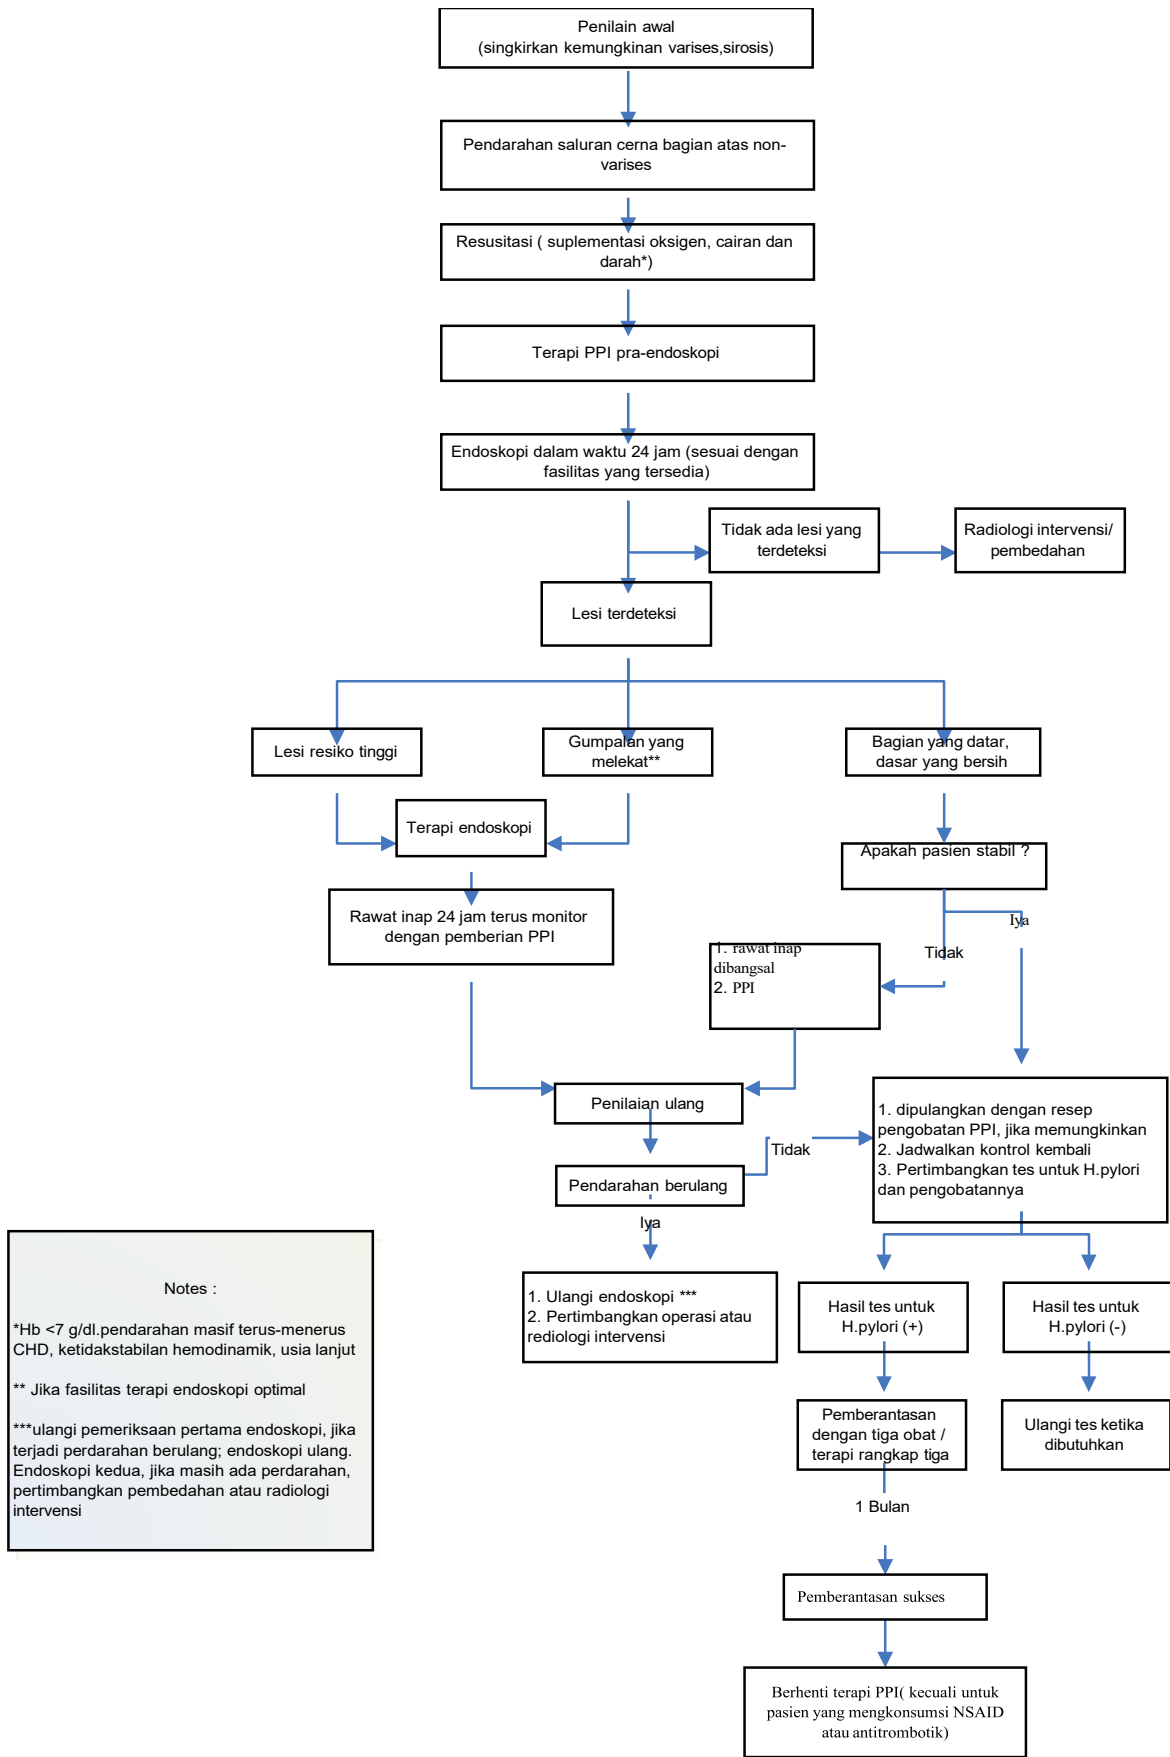 Penilain awal
(singkirkan kemungkinan varises,sirosis)
Pendarahan saluran cerna bagian atas non-
varises
Resusitasi ( suplementasi oksigen, cairan dan
darah*)
Terapi PPI pra-endoskopi
Endoskopi dalam waktu 24 jam (sesuai dengan
fasilitas yang tersedia)
Tidak ada lesi yang
terdeteksi
Radiologi intervensi/
pembedahan
Lesi terdeteksi
Lesi resiko tinggi
Gumpalan yang
melekat**
Bagian yang datar,
dasar yang bersih
Terapi endoskopi
Apakah pasien stabil ?
Rawat inap 24 jam terus monitor
dengan pemberian PPI
Iya
Tidak
1. rawat inap
dibangsal
2. PPI
Penilaian ulang
1. dipulangkan dengan resep
pengobatan PPI, jika memungkinkan
2. Jadwalkan kontrol kembali
3. Pertimbangkan tes untuk H.pylori
dan pengobatannya
Tidak
Pendarahan berulang
Iya
1. Ulangi endoskopi ***
2. Pertimbangkan operasi atau
rediologi intervensi
Hasil tes untuk
H.pylori (+)
Hasil tes untuk
H.pylori (-)
Pemberantasan
dengan tiga obat /
terapi rangkap tiga
Ulangi tes ketika
dibutuhkan
1 Bulan
Pemberantasan sukses
Berhenti terapi PPI( kecuali untuk
pasien yang mengkonsumsi NSAID
atau antitrombotik)
Notes :
*Hb <7 g/dl.pendarahan masif terus-menerus
CHD, ketidakstabilan hemodinamik, usia lanjut
** Jika fasilitas terapi endoskopi optimal
***ulangi pemeriksaan pertama endoskopi, jika
terjadi perdarahan berulang; endoskopi ulang.
Endoskopi kedua, jika masih ada perdarahan,
pertimbangkan pembedahan atau radiologi
intervensi